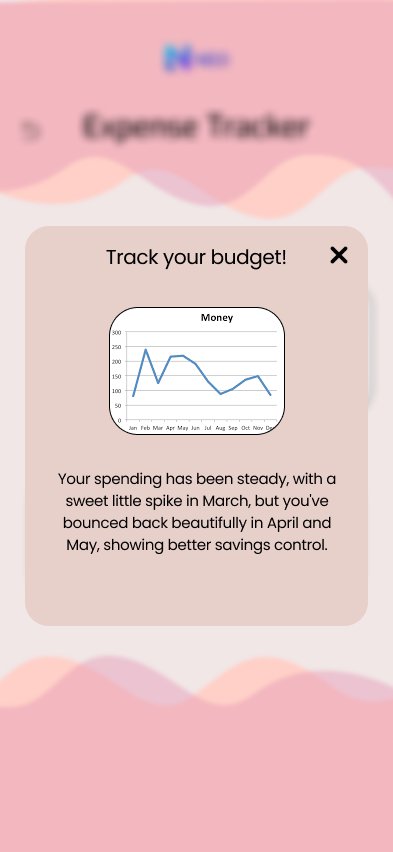 Expense Tracker
Track your budget!
Money
300
250
200
150
100
50
0
Jan Feb Mar Apr May Jun Jul Aug Sep Oct Nov
Your spending has been steady, with a
sweet little spike in March, but you've
bounced back beautifully in April and
May, showing better savings control.